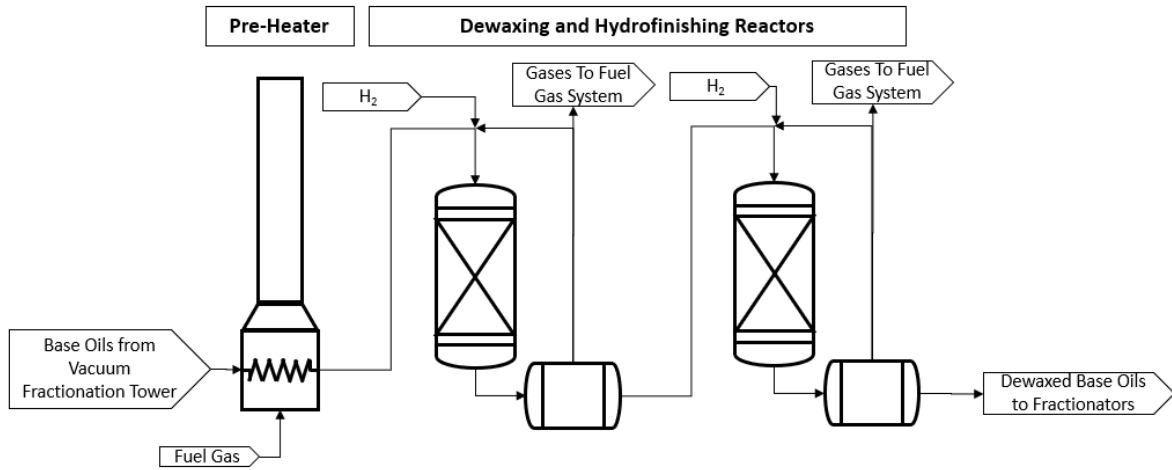 Pre-Heater
Dewaxing and Hydrofinishing Reactors
H2
Gases To Fuel
Gas System
H2
Gases To Fuel
Gas System
Base Oils from
Vacuum
Fractionation Tower
Fuel Gas
Dewaxed Base Oils
to Fractionators